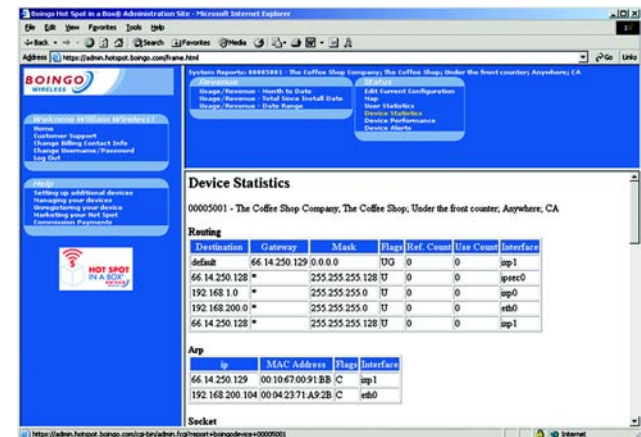 Boingo Hot Spot in a Box® Administration Site - Microsoft Internet Explorer
File Edit View Favorites Tools Help
Back Search Favorites Media
Address https://admin.hotspot.boingo.com/frame.html Go Links
BOINGO
WIRELESS
System Reports: 00005001 - The Coffee Shop Company; The Coffee Shop; Under the front counter; Anywhere; CA
Revenue
Usage/Revenue - Month to Date
Usage/Revenue - Total Since Install Date
Usage/Revenue - Date Range
Status
Edit Current Configuration
Map
User Statistics
Device Statistics
Device Performance
Device Alerts
Welcome William Wireless!
Home
Customer Support
Change Billing Contact Info
Change Username/Password
Log Out
Help
Setting up additional devices
Managing your devices
Unregistering your device
Marketing your Hot Spot
Commission Payments
HOT SPOT
IN A BOX
Device Statistics
00005001 - The Coffee Shop Company; The Coffee Shop; Under the front counter; Anywhere; CA
Routing
Destination Gateway Mask Flags Ref. Count Use Count Interface
default 66.14.250.129 0.0.0.0 UG 0 0 ixp1
66.14.250.128 * 255.255.255.128 U 0 0 ipsec0
192.168.1.0 * 255.255.255.0 U 0 0 ixp0
192.168.200.0 * 255.255.255.0 U 0 0 eth0
66.14.250.128 * 255.255.255.128 U 0 0 ixp1
Arp
ip MAC Address Flags Interface
66.14.250.129 00:10:67:00:91:BB C ixp1
192.168.200.104 00:04:23:71:A9:2B C eth0
Socket
https://admin.hotspot.boingo.com/cgi-bin/admin.fcgi?report+boingodevice+00005001 Internet